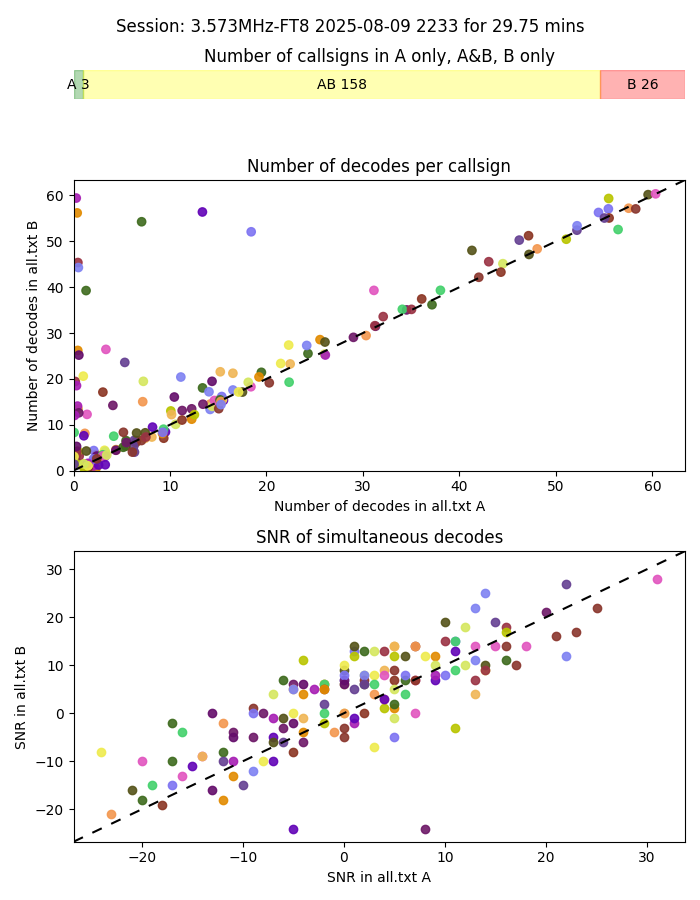 Session: 3.573MHz-FT8 2025-08-09 2233 for 29.75 mins
Number of callsigns in A only, A&B, B only
A 3 AB 158 B 26
Number of decodes per callsign
60
50
40
30
20
10
0
Number of decodes in all.txt B
0 10 20 30 40 50 60
Number of decodes in all.txt A
SNR of simultaneous decodes
30
20
10
0
−10
−20
SNR in all.txt B
−20 −10 0 10 20 30
SNR in all.txt A